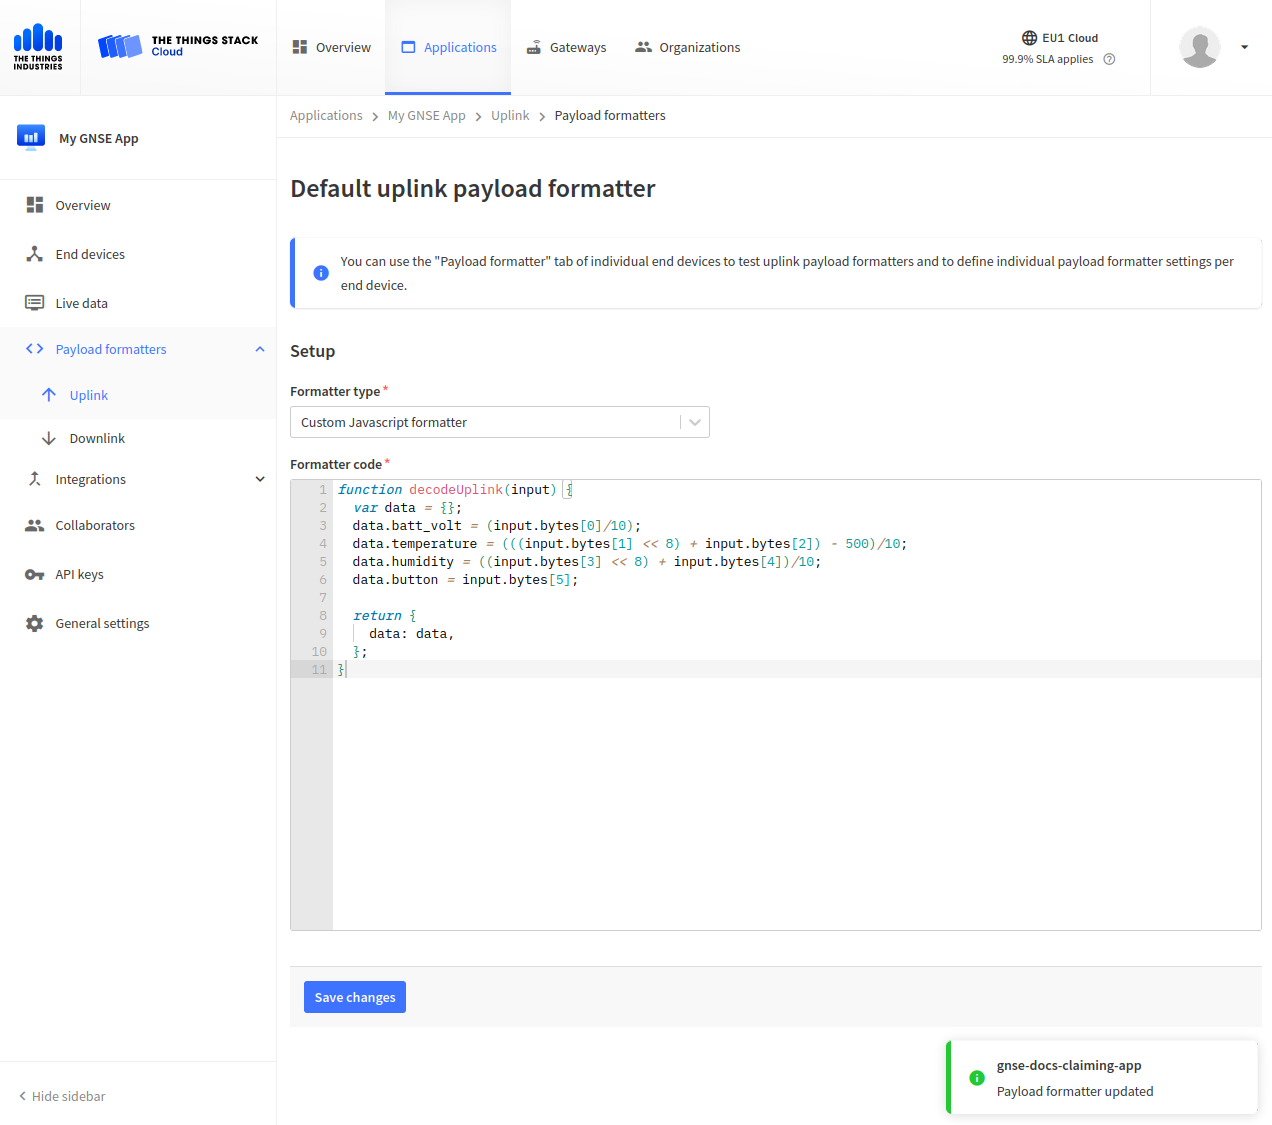 THE THINGS
INDUSTRIES
THE THINGS STACK
Cloud
Overview
Applications
Gateways
Organizations
EU1 Cloud
99.9% SLA applies
My GNSE App
Overview
End devices
Live data
Payload formatters
Uplink
Downlink
Integrations
Collaborators
API keys
General settings
Hide sidebar
Applications > My GNSE App > Uplink > Payload formatters
Default uplink payload formatter
You can use the "Payload formatter" tab of individual end devices to test uplink payload formatters and to define individual payload formatter settings per
end device.
Setup
Formatter type *
Custom Javascript formatter
Formatter code *
1 function decodeUplink(input) {
2   var data = {};
3   data.batt_volt = (input.bytes[0]/10);
4   data.temperature = (((input.bytes[1] << 8) + input.bytes[2]) - 500)/10;
5   data.humidity = ((input.bytes[3] << 8) + input.bytes[4])/10;
6   data.button = input.bytes[5];
7
8   return {
9     data: data,
10   };
11 }
Save changes
gnse-docs-claiming-app
Payload formatter updated